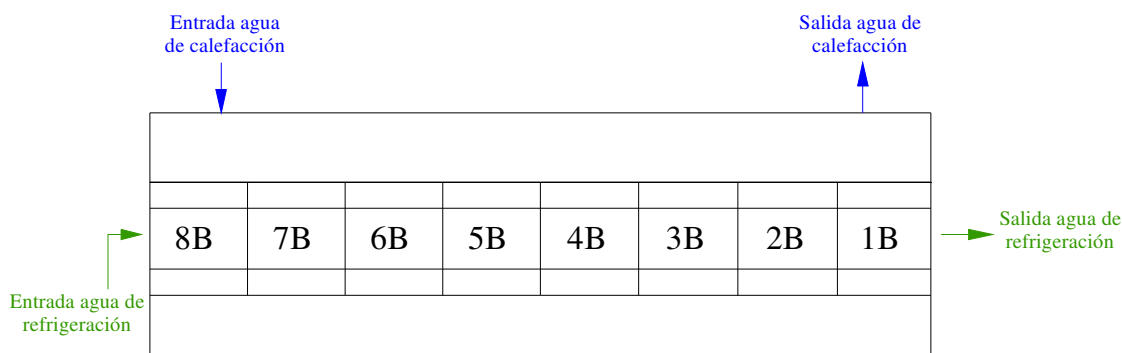 Entrada agua
de calefacción
Salida agua de
calefacción
8B 7B 6B 5B 4B 3B 2B 1B
Salida agua de
refrigeración
Entrada agua de
refrigeración